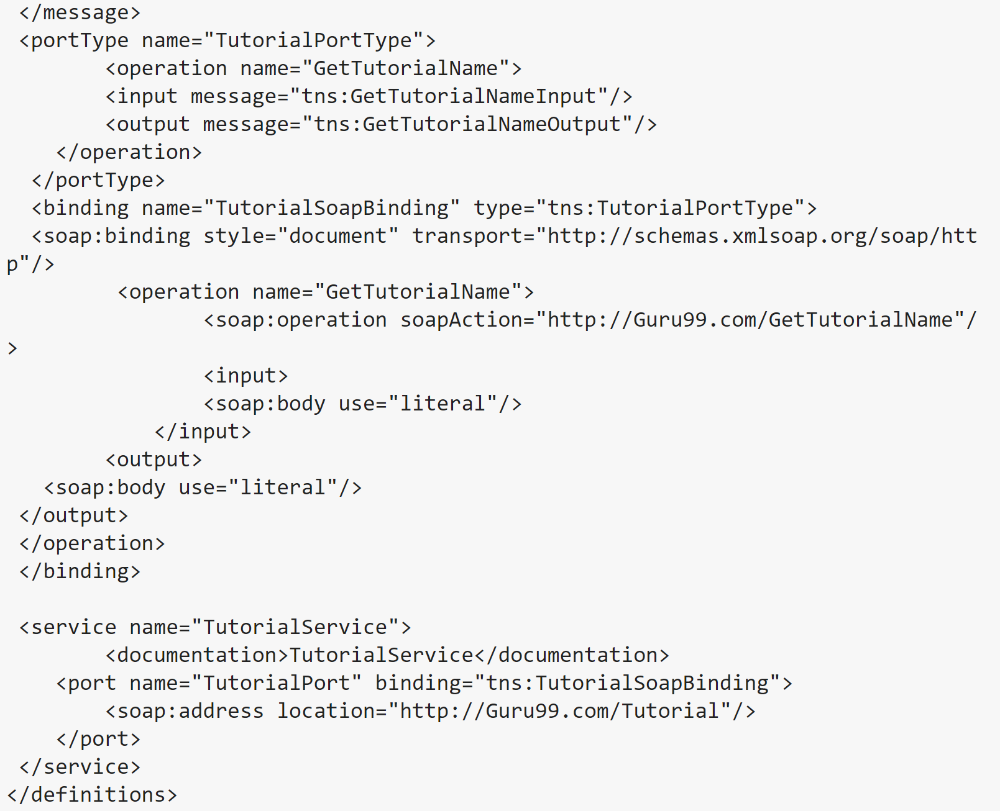 </message>
<portType name="TutorialPortType">
<operation name="GetTutorialName">
<input message="tns:GetTutorialNameInput"/>
<output message="tns:GetTutorialNameOutput"/>
</operation>
</portType>
<binding name="TutorialSoapBinding" type="tns:TutorialPortType">
<soap:binding style="document" transport="http://schemas.xmlsoap.org/soap/htt
p"/>
<operation name="GetTutorialName">
<soap:operation soapAction="http://Guru99.com/GetTutorialName"/
>
<input>
<soap:body use="literal"/>
</input>
<output>
<soap:body use="literal"/>
</output>
</operation>
</binding>
<service name="TutorialService">
<documentation>TutorialService</documentation>
<port name="TutorialPort" binding="tns:TutorialSoapBinding">
<soap:address location="http://Guru99.com/Tutorial"/>
</port>
</service>
</definitions>